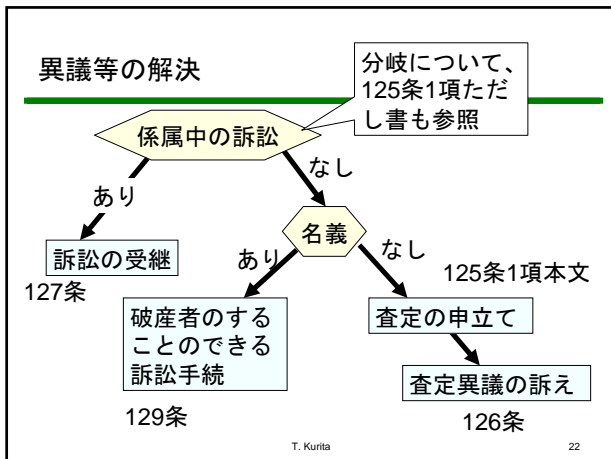 異議等の解決
分岐について、
125条1項ただ
し書も参照
係属中の訴訟
あり
なし
訴訟の受継
127条
名義
あり
なし
125条1項本文
破産者のする
ことのできる
訴訟手続
129条
査定の申立て
査定異議の訴え
126条
T. Kurita
22